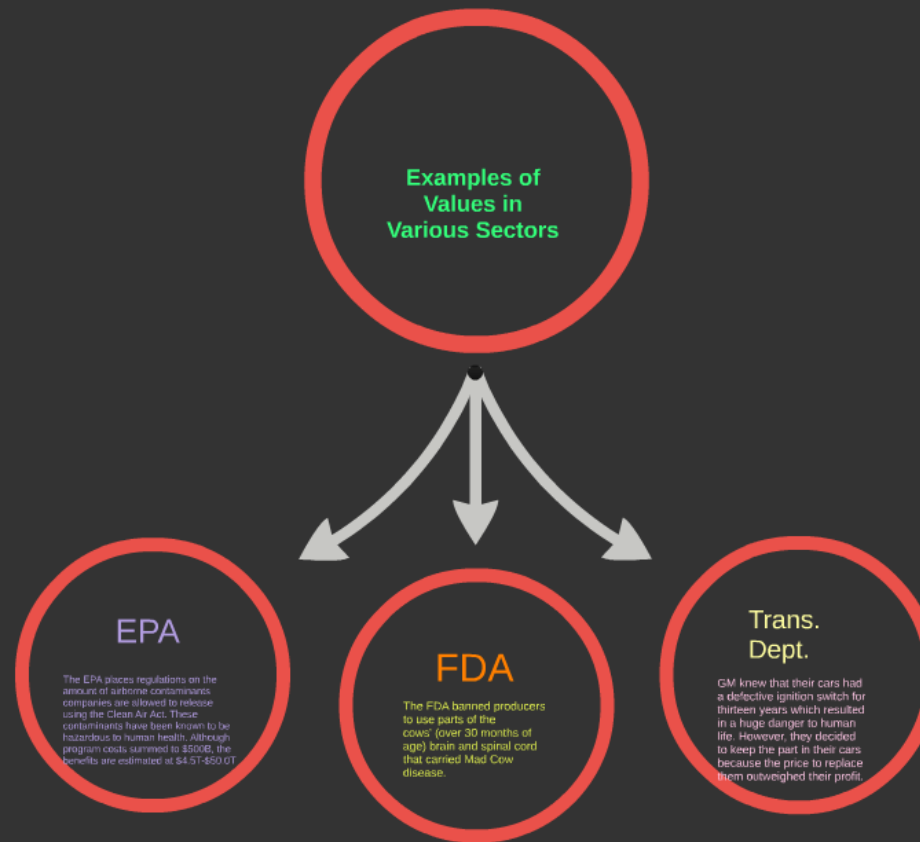 Examples of
Values in
Various Sectors
EPA
The EPA places regulations on the
amount of airborne contaminants
companies are allowed to release
using the Clean Air Act. These
contaminants have been known to be
hazardous to human health. Although
program costs summed to $500B, the
benefits are estimated at $4.5T-$50.0T
FDA
The FDA banned producers
to use parts of the
cows' (over 30 months of
age) brain and spinal cord
that carried Mad Cow
disease.
Trans.
Dept.
GM knew that their cars had
a defective ignition switch for
thirteen years which resulted
in a huge danger to human
life. However, they decided
to keep the part in their cars
because the price to replace
them outweighed their profit.